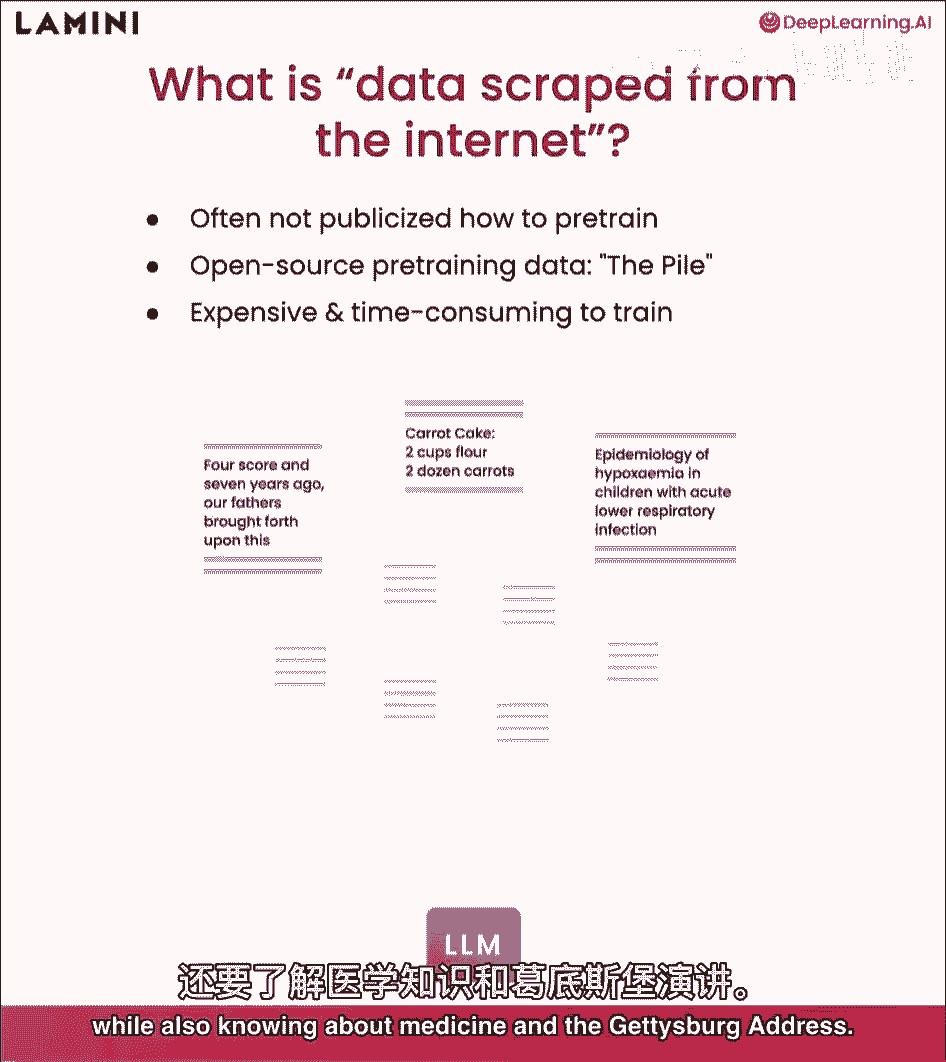 LAMINI
DeepLearning.AI
What is “data scraped from
the internet”?
● Often not publicized how to pretrain
● Open-source pretraining data: "The Pile"
● Expensive & time-consuming to train
Four score and
seven years ago,
our fathers
brought forth
upon this
Carrot Cake:
2 cups flour
2 dozen carrots
Epidemiology of
hypoxaemia in
children with acute
lower respiratory
infection
LLM
还要了解医学知识和葛底斯堡演讲。
while also knowing about medicine and the Gettysburg Address.